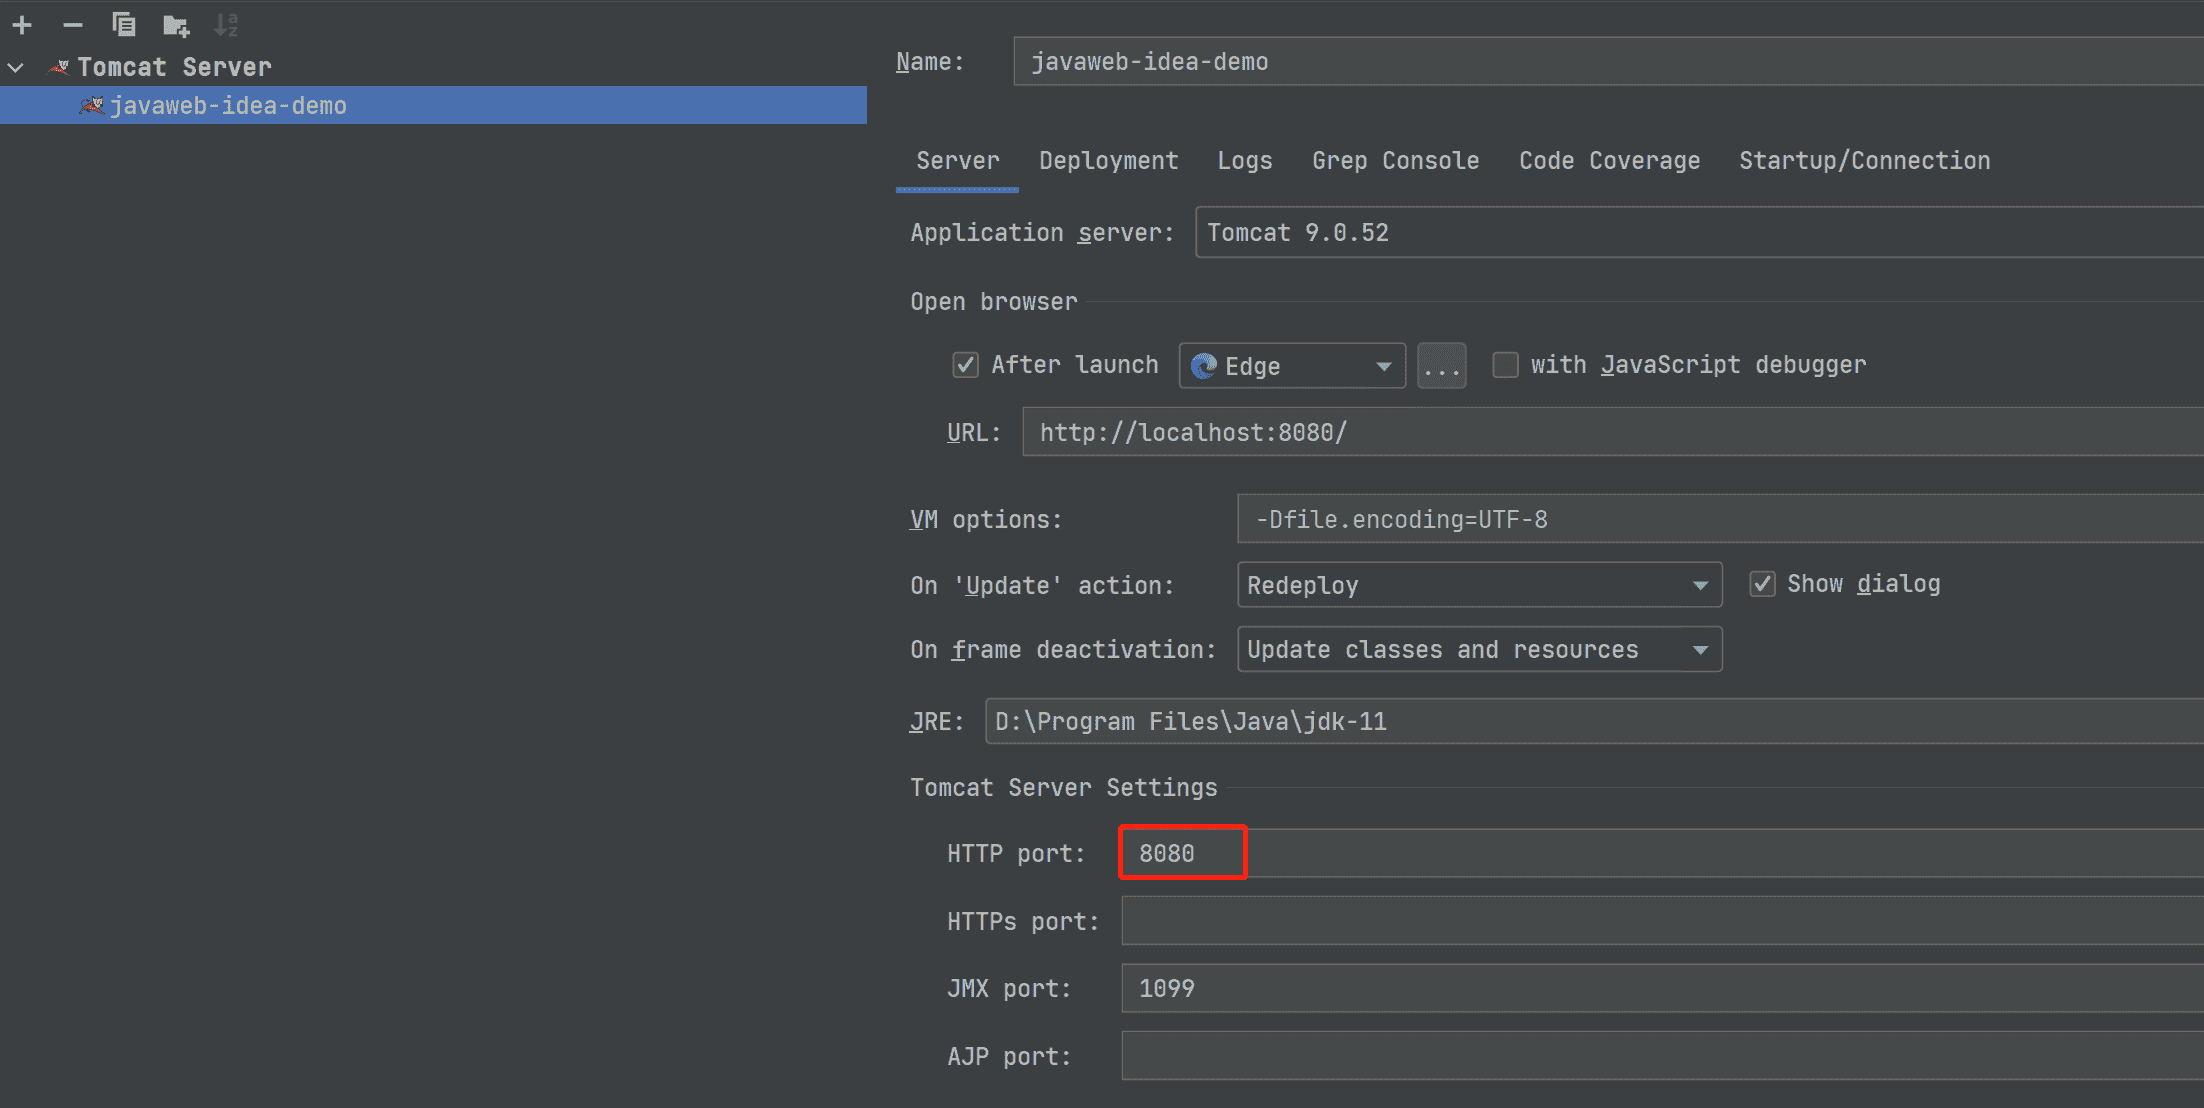 Tomcat Server
javaweb-idea-demo
Name: javaweb-idea-demo
Server Deployment Logs Grep Console Code Coverage Startup/Connection
Application server: Tomcat 9.0.52
Open browser
After launch Edge ... with JavaScript debugger
URL: http://localhost:8080/
VM options: -Dfile.encoding=UTF-8
On 'Update' action: Redeploy Show dialog
On frame deactivation: Update classes and resources
JRE: D:\Program Files\Java\jdk-11
Tomcat Server Settings
HTTP port: 8080
HTTPs port:
JMX port: 1099
AJP port: